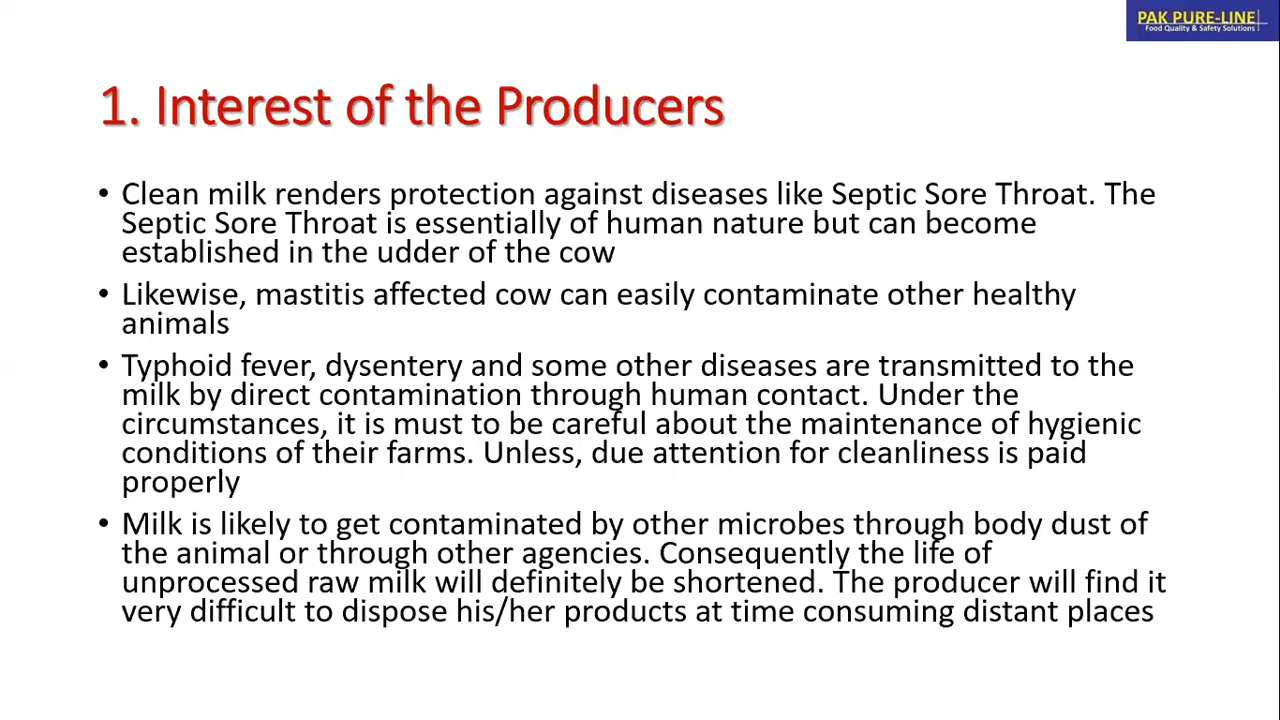 PAK PURE-LINE
Food Quality & Safety Solutions
1. Interest of the Producers
• Clean milk renders protection against diseases like Septic Sore Throat. The
Septic Sore Throat is essentially of human nature but can become
established in the udder of the cow
• Likewise, mastitis affected cow can easily contaminate other healthy
animals
• Typhoid fever, dysentery and some other diseases are transmitted to the
milk by direct contamination through human contact. Under the
circumstances, it is must to be careful about the maintenance of hygienic
conditions of their farms. Unless, due attention for cleanliness is paid
properly
• Milk is likely to get contaminated by other microbes through body dust of
the animal or through other agencies. Consequently the life of
unprocessed raw milk will definitely be shortened. The producer will find it
very difficult to dispose his/her products at time consuming distant places